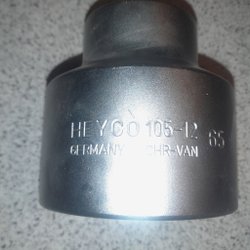 HEYCO 105-12 65
GERMANY CHR-VAN